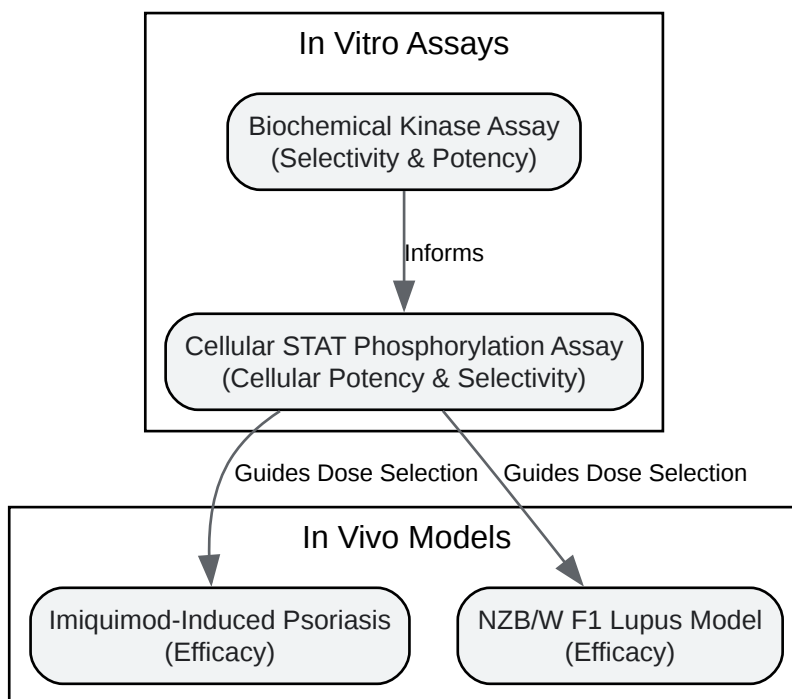 In Vitro Assays
Biochemical Kinase Assay
(Selectivity & Potency)
Informs
Cellular STAT Phosphorylation Assay
(Cellular Potency & Selectivity)
Guides Dose Selection
Guides Dose Selection
In Vivo Models
Imiquimod-Induced Psoriasis
(Efficacy)
NZB/W F1 Lupus Model
(Efficacy)